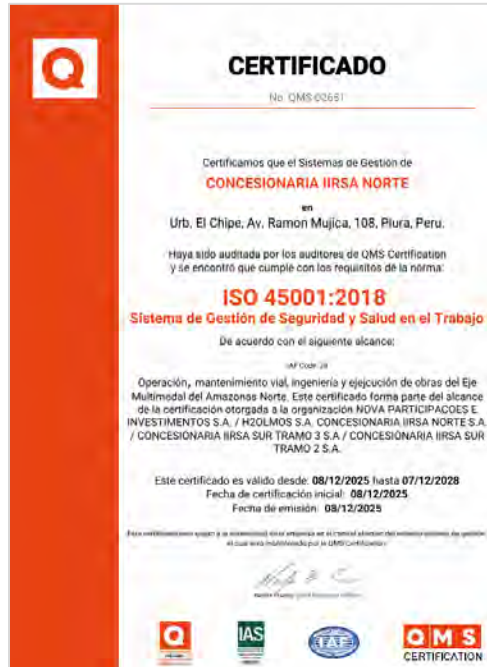 Q
CERTIFICADO
No. QMS-02651
Certificamos que el Sistemas de Gestión de
CONCESIONARIA IIRSA NORTE
en
Urb. El Chipe, Av. Ramon Mujica, 108, Piura, Peru.
Haya sido auditada por los auditores de QMS Certification
y se encontró que cumple con los requisitos de la norma:
ISO 45001:2018
Sistema de Gestión de Seguridad y Salud en el Trabajo
De acuerdo con el siguiente alcance:
IAF Code: 28
Operación, mantenimiento vial, ingeniería y ejecución de obras del Eje
Multimodal del Amazonas Norte. Este certificado forma parte del alcance
de la certificación otorgada a la organización NOVA PARTICIPACOES E
INVESTIMENTOS S.A. / H2OLMOS S.A. CONCESIONARIA IIRSA NORTE S.A.
/ CONCESIONARIA IIRSA SUR TRAMO 3 S.A / CONCESIONARIA IIRSA SUR
TRAMO 2 S.A.
Este certificado es válido desde: 08/12/2025 hasta 07/12/2028
Fecha de certificación inicial: 08/12/2025
Fecha de emisión: 08/12/2025
Q
IAS
IAF
QMS
CERTIFICATION